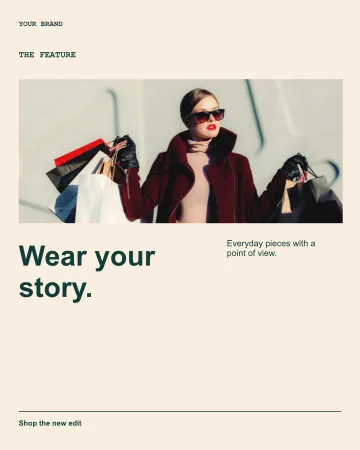 YOUR BRAND
THE FEATURE
Wear your
story.
Everyday pieces with a
point of view.
Shop the new edit